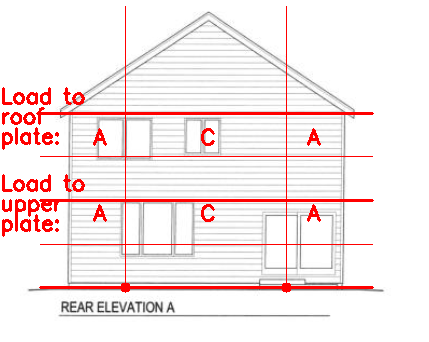 Load to
roof
plate: A C A
Load to
upper
plate: A C A
REAR ELEVATION A